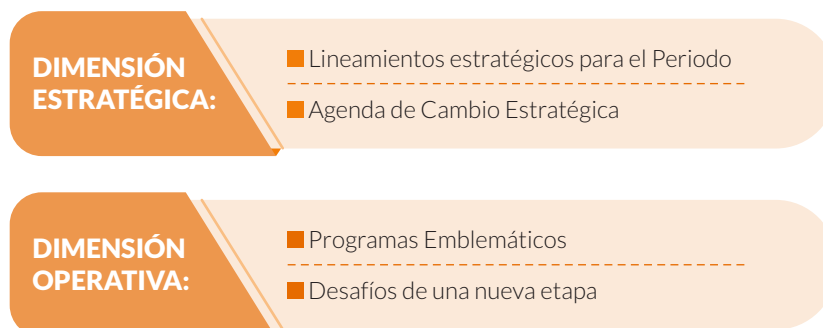 DIMENSIÓN
ESTRATÉGICA:
Lineamientos estratégicos para el Periodo
Agenda de Cambio Estratégica
DIMENSIÓN
OPERATIVA:
Programas Emblemáticos
Desafíos de una nueva etapa